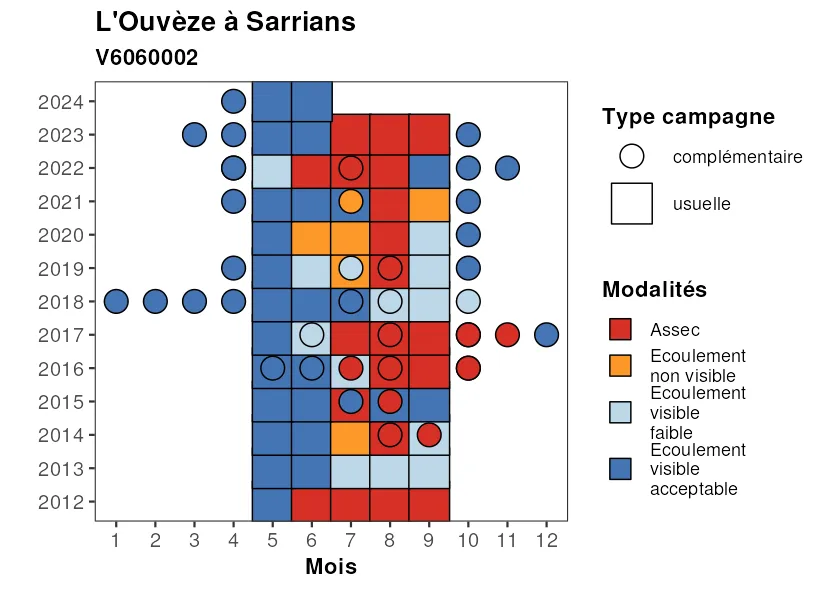 L'Ouvèze à Sarrians
V6060002
2024
2023
2022
2021
2020
2019
2018
2017
2016
2015
2014
2013
2012
1 2 3 4 5 6 7 8 9 10 11 12
Mois
Type campagne
complémentaire
usuelle
Modalités
Assec
Ecoulement
non visible
Ecoulement
visible
faible
Ecoulement
visible
acceptable